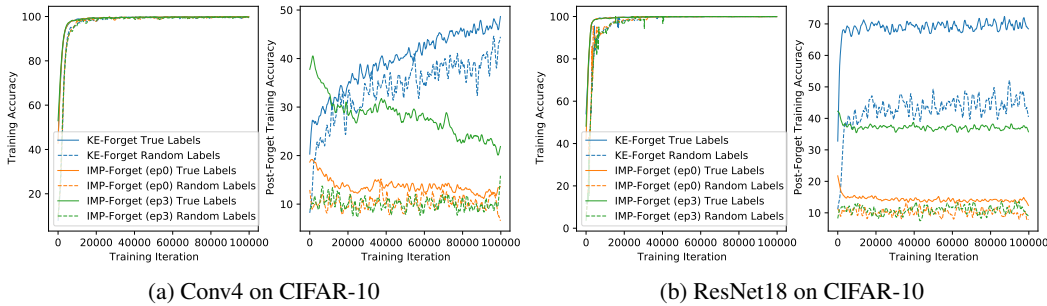 Training Accuracy
100
80
60
40
20
0
20000
40000
60000
80000
100000
Training Iteration
KE-Forget True Labels
KE-Forget Random Labels
IMP-Forget (ep0) True Labels
IMP-Forget (ep0) Random Labels
IMP-Forget (ep3) True Labels
IMP-Forget (ep3) Random Labels
Post-Forget Training Accuracy
50
40
30
20
10
0
20000
40000
60000
80000
100000
Training Iteration
(a) Conv4 on CIFAR-10
Training Accuracy
100
80
60
40
20
0
0
20000
40000
60000
80000
100000
Training Iteration
KE-Forget True Labels
KE-Forget Random Labels
IMP-Forget (ep0) True Labels
IMP-Forget (ep0) Random Labels
IMP-Forget (ep3) True Labels
IMP-Forget (ep3) Random Labels
Post-Forget Training Accuracy
70
60
50
40
30
20
10
0
20000
40000
60000
80000
100000
Training Iteration
(b) ResNet18 on CIFAR-10